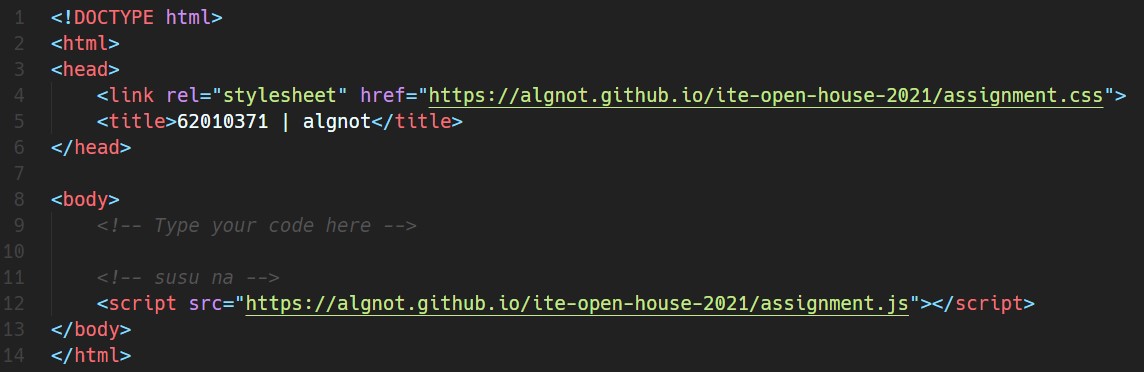 1 <!DOCTYPE html>
2 <html>
3 <head>
4 <link rel="stylesheet" href="https://algnot.github.io/ite-open-house-2021/assignment.css">
5 <title>62010371 | algnot</title>
6 </head>
7
8 <body>
9 <!-- Type your code here -->
10
11 <!-- susu na -->
12 <script src="https://algnot.github.io/ite-open-house-2021/assignment.js"></script>
13 </body>
14 </html>